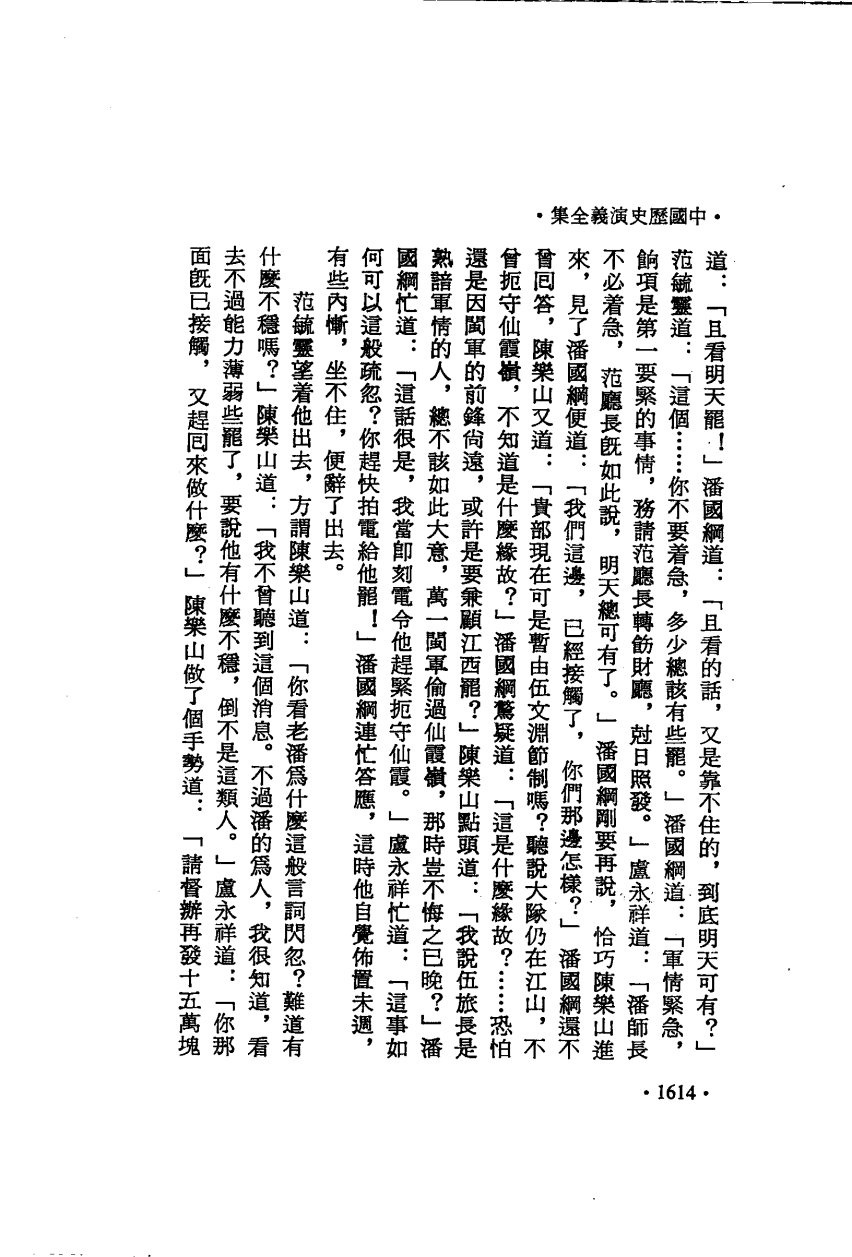 •中國歷史演義全集•
道：「且看明天罷！」潘國綱道：「且看的話，又是靠不住的，到底明天可有？」
范毓靈道：「這個……你不要着急，多少總該有些罷。」潘國綱道：「軍情緊急，
餉項是第一要緊的事情，務請范廳長轉飭財廳，尅日照發。」盧永祥道：「潘師長
不必着急，范廳長旣如此說，明天總可有了。」潘國綱剛要再說，恰巧陳樂山進
來，見了潘國綱便道：「我們這邊，已經接觸了，你們那邊怎樣？」潘國綱還不
曾囘答，陳樂山又道：「貴部現在可是暫由伍文淵節制嗎？聽說大隊仍在江山，不
曾扼守仙霞嶺，不知道是什麼緣故？」潘國綱驚疑道：「這是什麼緣故？……恐怕
還是因閩軍的前鋒尙遠，或許是要兼顧江西罷？」陳樂山點頭道：「我說伍旅長是
熟諳軍情的人，總不該如此大意，萬一閩軍偷過仙霞嶺，那時豈不悔之已晚？」潘
國綱忙道：「這話很是，我當卽刻電令他趕緊扼守仙霞。」盧永祥忙道：「這事如
何可以這般疏忽？你趕快拍電給他罷！」潘國綱連忙答應，這時他自覺佈置未週，
有些內慚，坐不住，便辭了出去。
范毓靈望着他出去，方謂陳樂山道：「你看老潘爲什麼這般言詞閃忽？難道有
什麼不穩嗎？」陳樂山道：「我不曾聽到這個消息。不過潘的爲人，我很知道，看
去不過能力薄弱些罷了，要說他有什麼不穩，倒不是這類人。」盧永祥道：「你那
面旣已接觸，又趕囘來做什麼？」陳樂山做了個手勢道：「請督辦再發十五萬塊
•1614•